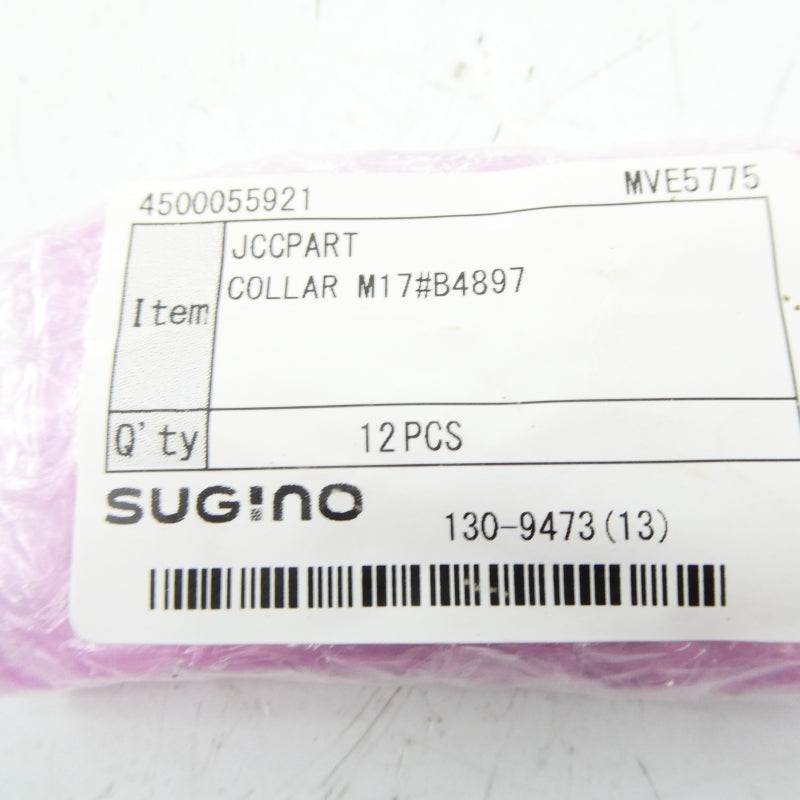 4500055921 MVE5775
Item JCCPART
COLLAR M17#B4897
Q'ty 12PCS
SUGINO 130-9473(13)